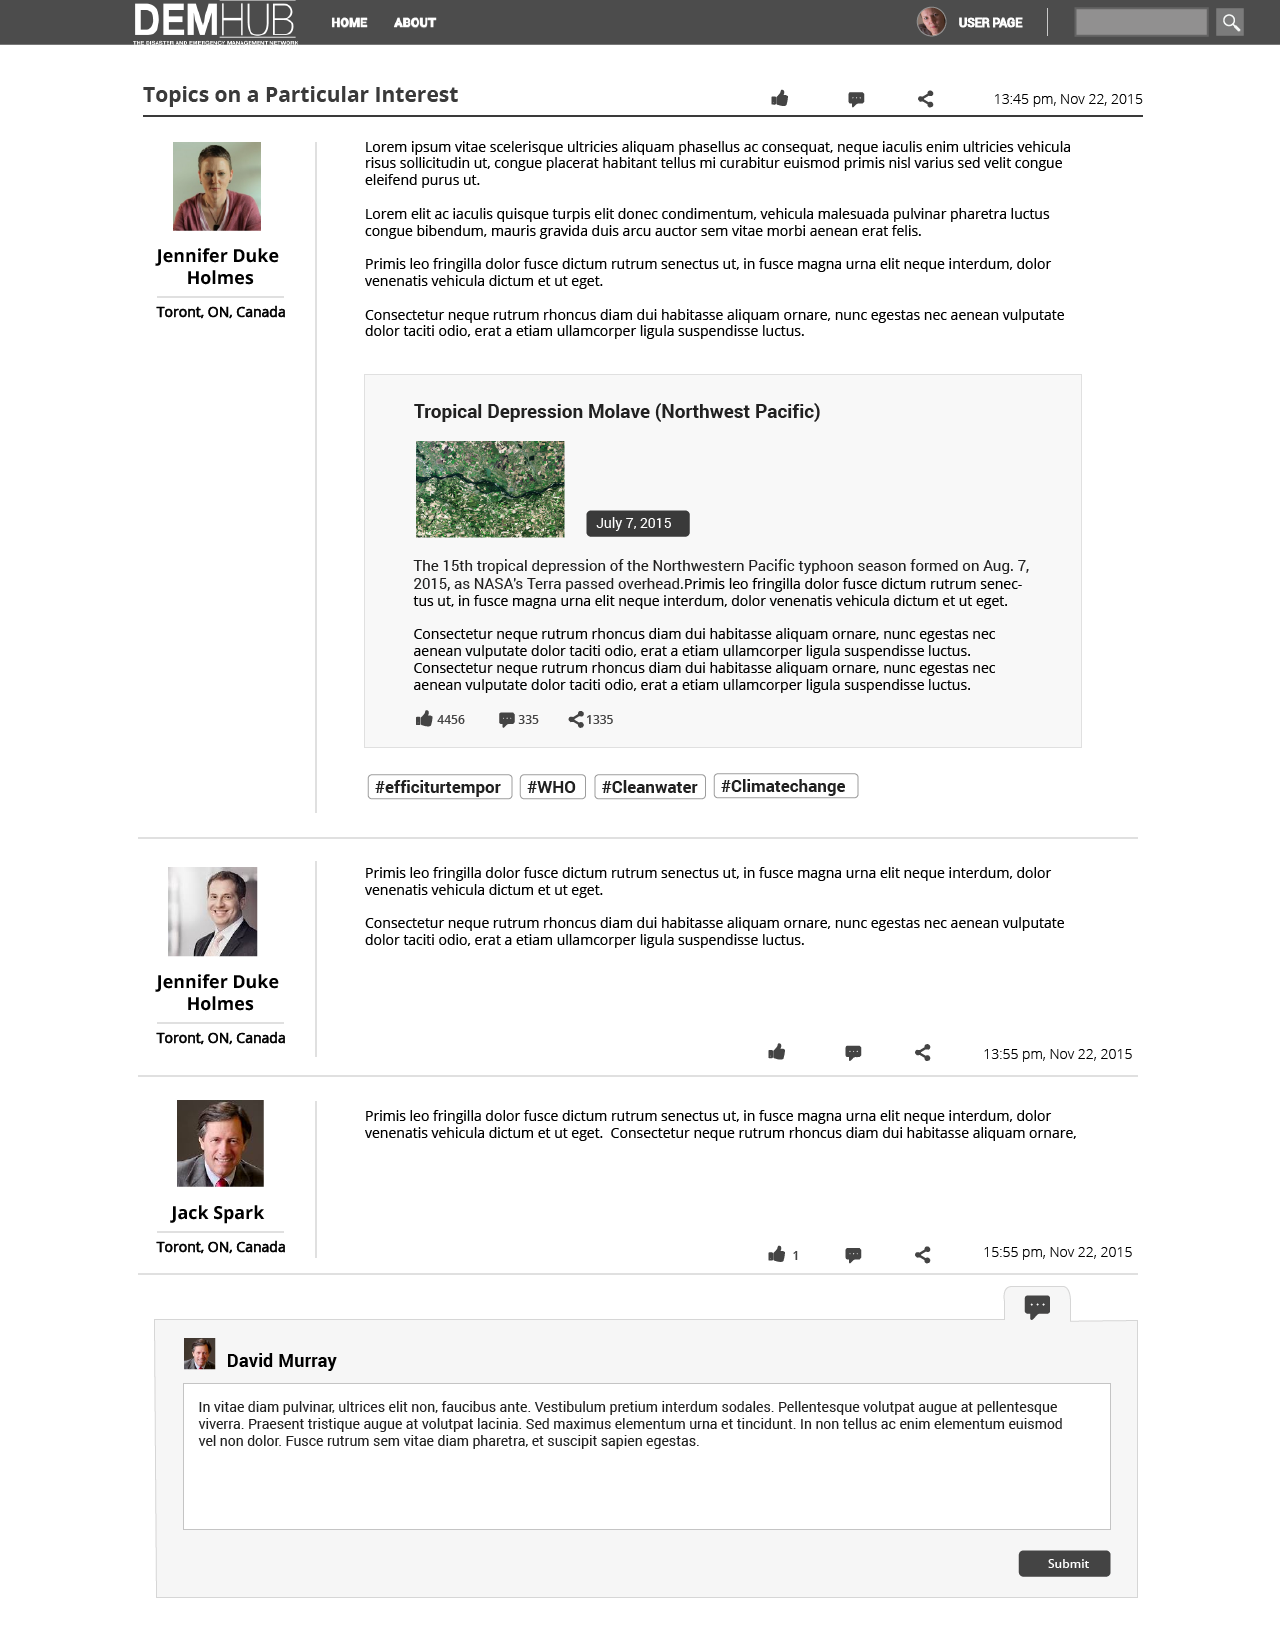 DEMHUB
THE DISASTER AND EMERGENCY MANAGEMENT NETWORK
HOME ABOUT USER PAGE
Topics on a Particular Interest
13:45 pm, Nov 22, 2015
Jennifer Duke
Holmes
Toront, ON, Canada
Lorem ipsum vitae scelerisque ultricies aliquam phasellus ac consequat, neque iaculis enim ultricies vehicula
risus sollicitudin ut, congue placerat habitant tellus mi curabitur euismod primis nisl varius sed velit congue
eleifend purus ut.
Lorem elit ac iaculis quisque turpis elit donec condimentum, vehicula malesuada pulvinar pharetra luctus
congue bibendum, mauris gravida duis arcu auctor sem vitae morbi aenean erat felis.
Primis leo fringilla dolor fusce dictum rutrum senectus ut, in fusce magna urna elit neque interdum, dolor
venenatis vehicula dictum et ut eget.
Consectetur neque rutrum rhoncus diam dui habitasse aliquam ornare, nunc egestas nec aenean vulputate
dolor taciti odio, erat a etiam ullamcorper ligula suspendisse luctus.
Tropical Depression Molave (Northwest Pacific)
July 7, 2015
The 15th tropical depression of the Northwestern Pacific typhoon season formed on Aug. 7,
2015, as NASA's Terra passed overhead.Primis leo fringilla dolor fusce dictum rutrum senec-
tus ut, in fusce magna urna elit neque interdum, dolor venenatis vehicula dictum et ut eget.
Consectetur neque rutrum rhoncus diam dui habitasse aliquam ornare, nunc egestas nec
aenean vulputate dolor taciti odio, erat a etiam ullamcorper ligula suspendisse luctus.
Consectetur neque rutrum rhoncus diam dui habitasse aliquam ornare, nunc egestas nec
aenean vulputate dolor taciti odio, erat a etiam ullamcorper ligula suspendisse luctus.
4456 335 1335
#efficiturtempor #WHO #Cleanwater #Climatechange
Jennifer Duke
Holmes
Toront, ON, Canada
Primis leo fringilla dolor fusce dictum rutrum senectus ut, in fusce magna urna elit neque interdum, dolor
venenatis vehicula dictum et ut eget.
Consectetur neque rutrum rhoncus diam dui habitasse aliquam ornare, nunc egestas nec aenean vulputate
dolor taciti odio, erat a etiam ullamcorper ligula suspendisse luctus.
13:55 pm, Nov 22, 2015
Jack Spark
Toront, ON, Canada
Primis leo fringilla dolor fusce dictum rutrum senectus ut, in fusce magna urna elit neque interdum, dolor
venenatis vehicula dictum et ut eget.  Consectetur neque rutrum rhoncus diam dui habitasse aliquam ornare,
1 15:55 pm, Nov 22, 2015
David Murray
In vitae diam pulvinar, ultrices elit non, faucibus ante. Vestibulum pretium interdum sodales. Pellentesque volutpat augue at pellentesque
viverra. Praesent tristique augue at volutpat lacinia. Sed maximus elementum urna et tincidunt. In non tellus ac enim elementum euismod
vel non dolor. Fusce rutrum sem vitae diam pharetra, et suscipit sapien egestas.
Submit